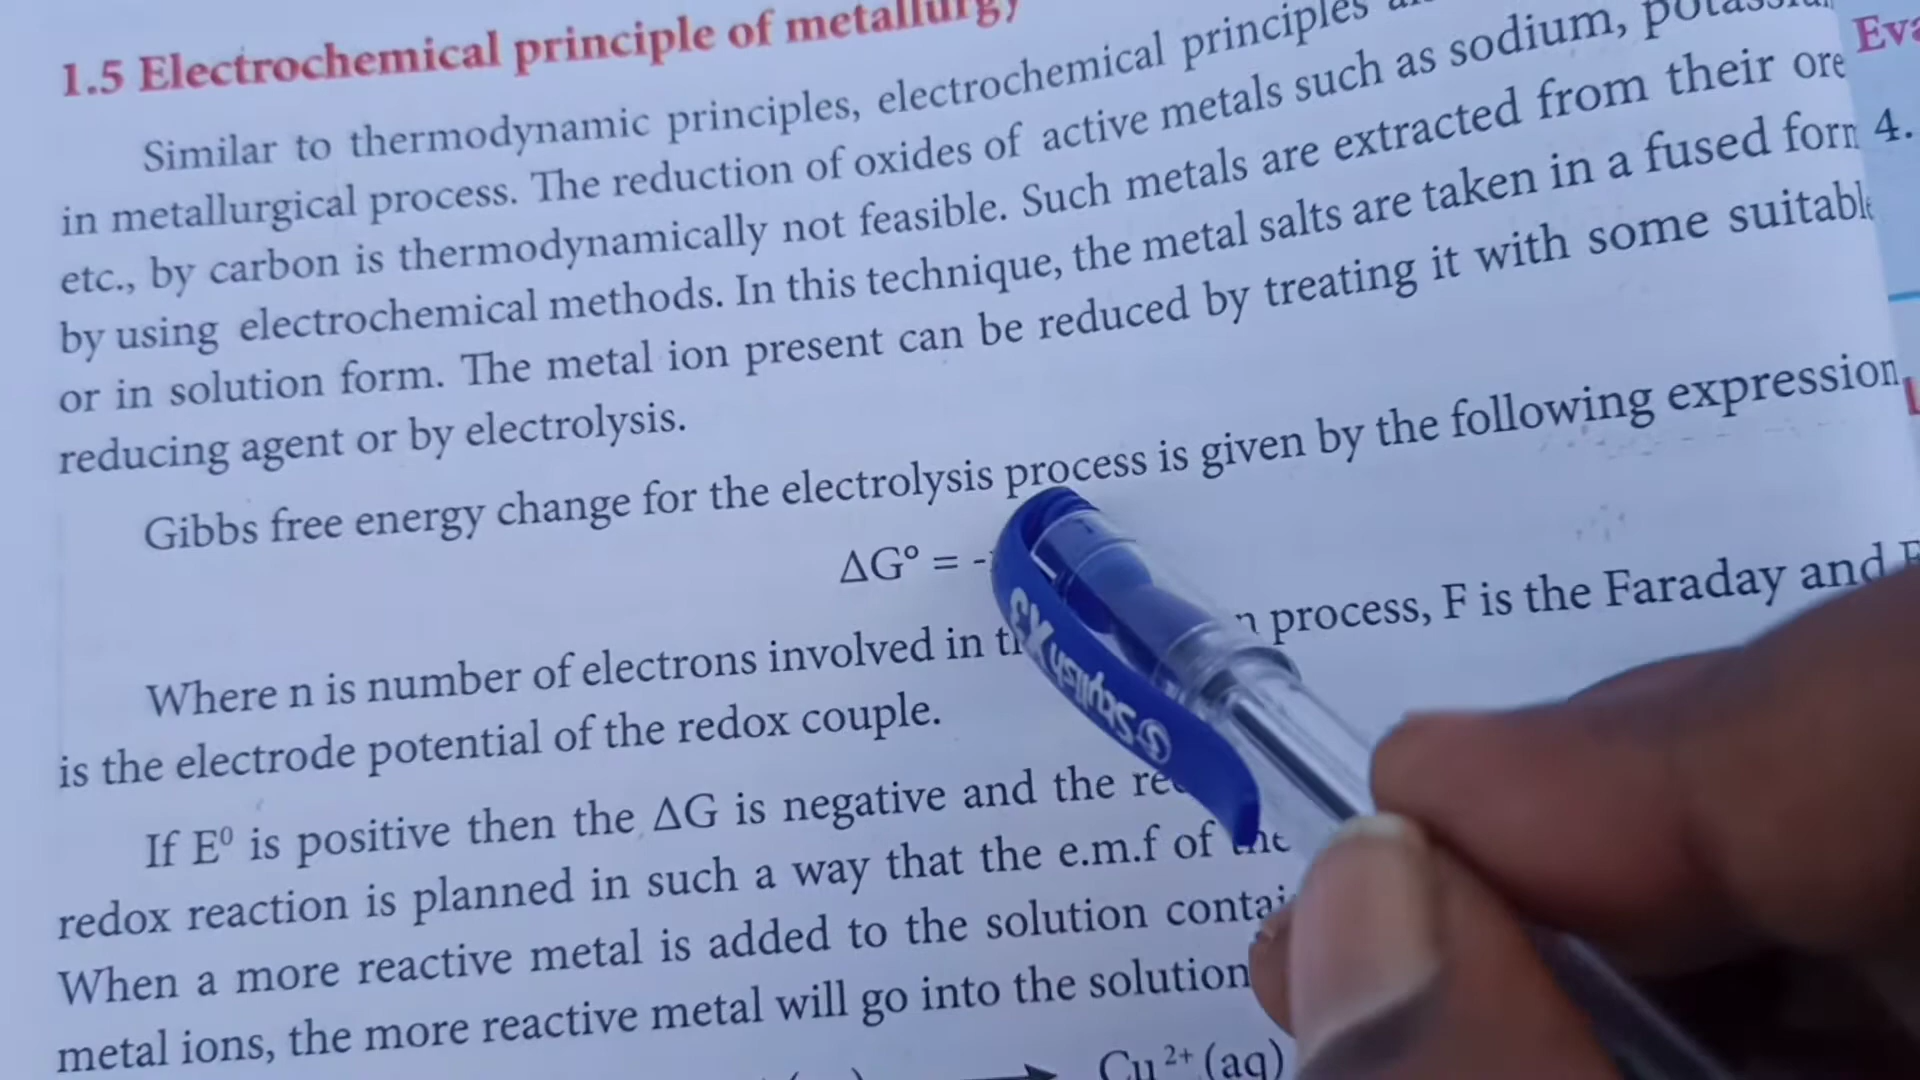 1.5 Electrochemical principle of metallurgy
Similar to thermodynamic principles, electrochemical principles
in metallurgical process. The reduction of oxides of active metals such as sodium,
etc., by carbon is thermodynamically not feasible. Such metals are extracted from their ore
by using electrochemical methods. In this technique, the metal salts are taken in a fused
or in solution form. The metal ion present can be reduced by treating it with some
reducing agent or by electrolysis.
Gibbs free energy change for the electrolysis process is given by the following expression
ΔG° = -
Where n is number of electrons involved in process, F is the Faraday and
is the electrode potential of the redox couple.
If E⁰ is positive then the ΔG is negative and the
redox reaction is planned in such a way that the e.m.f of
When a more reactive metal is added to the solution
metal ions, the more reactive metal will go into the solution
Cu²⁺ (aq)
4.
Saylish X3